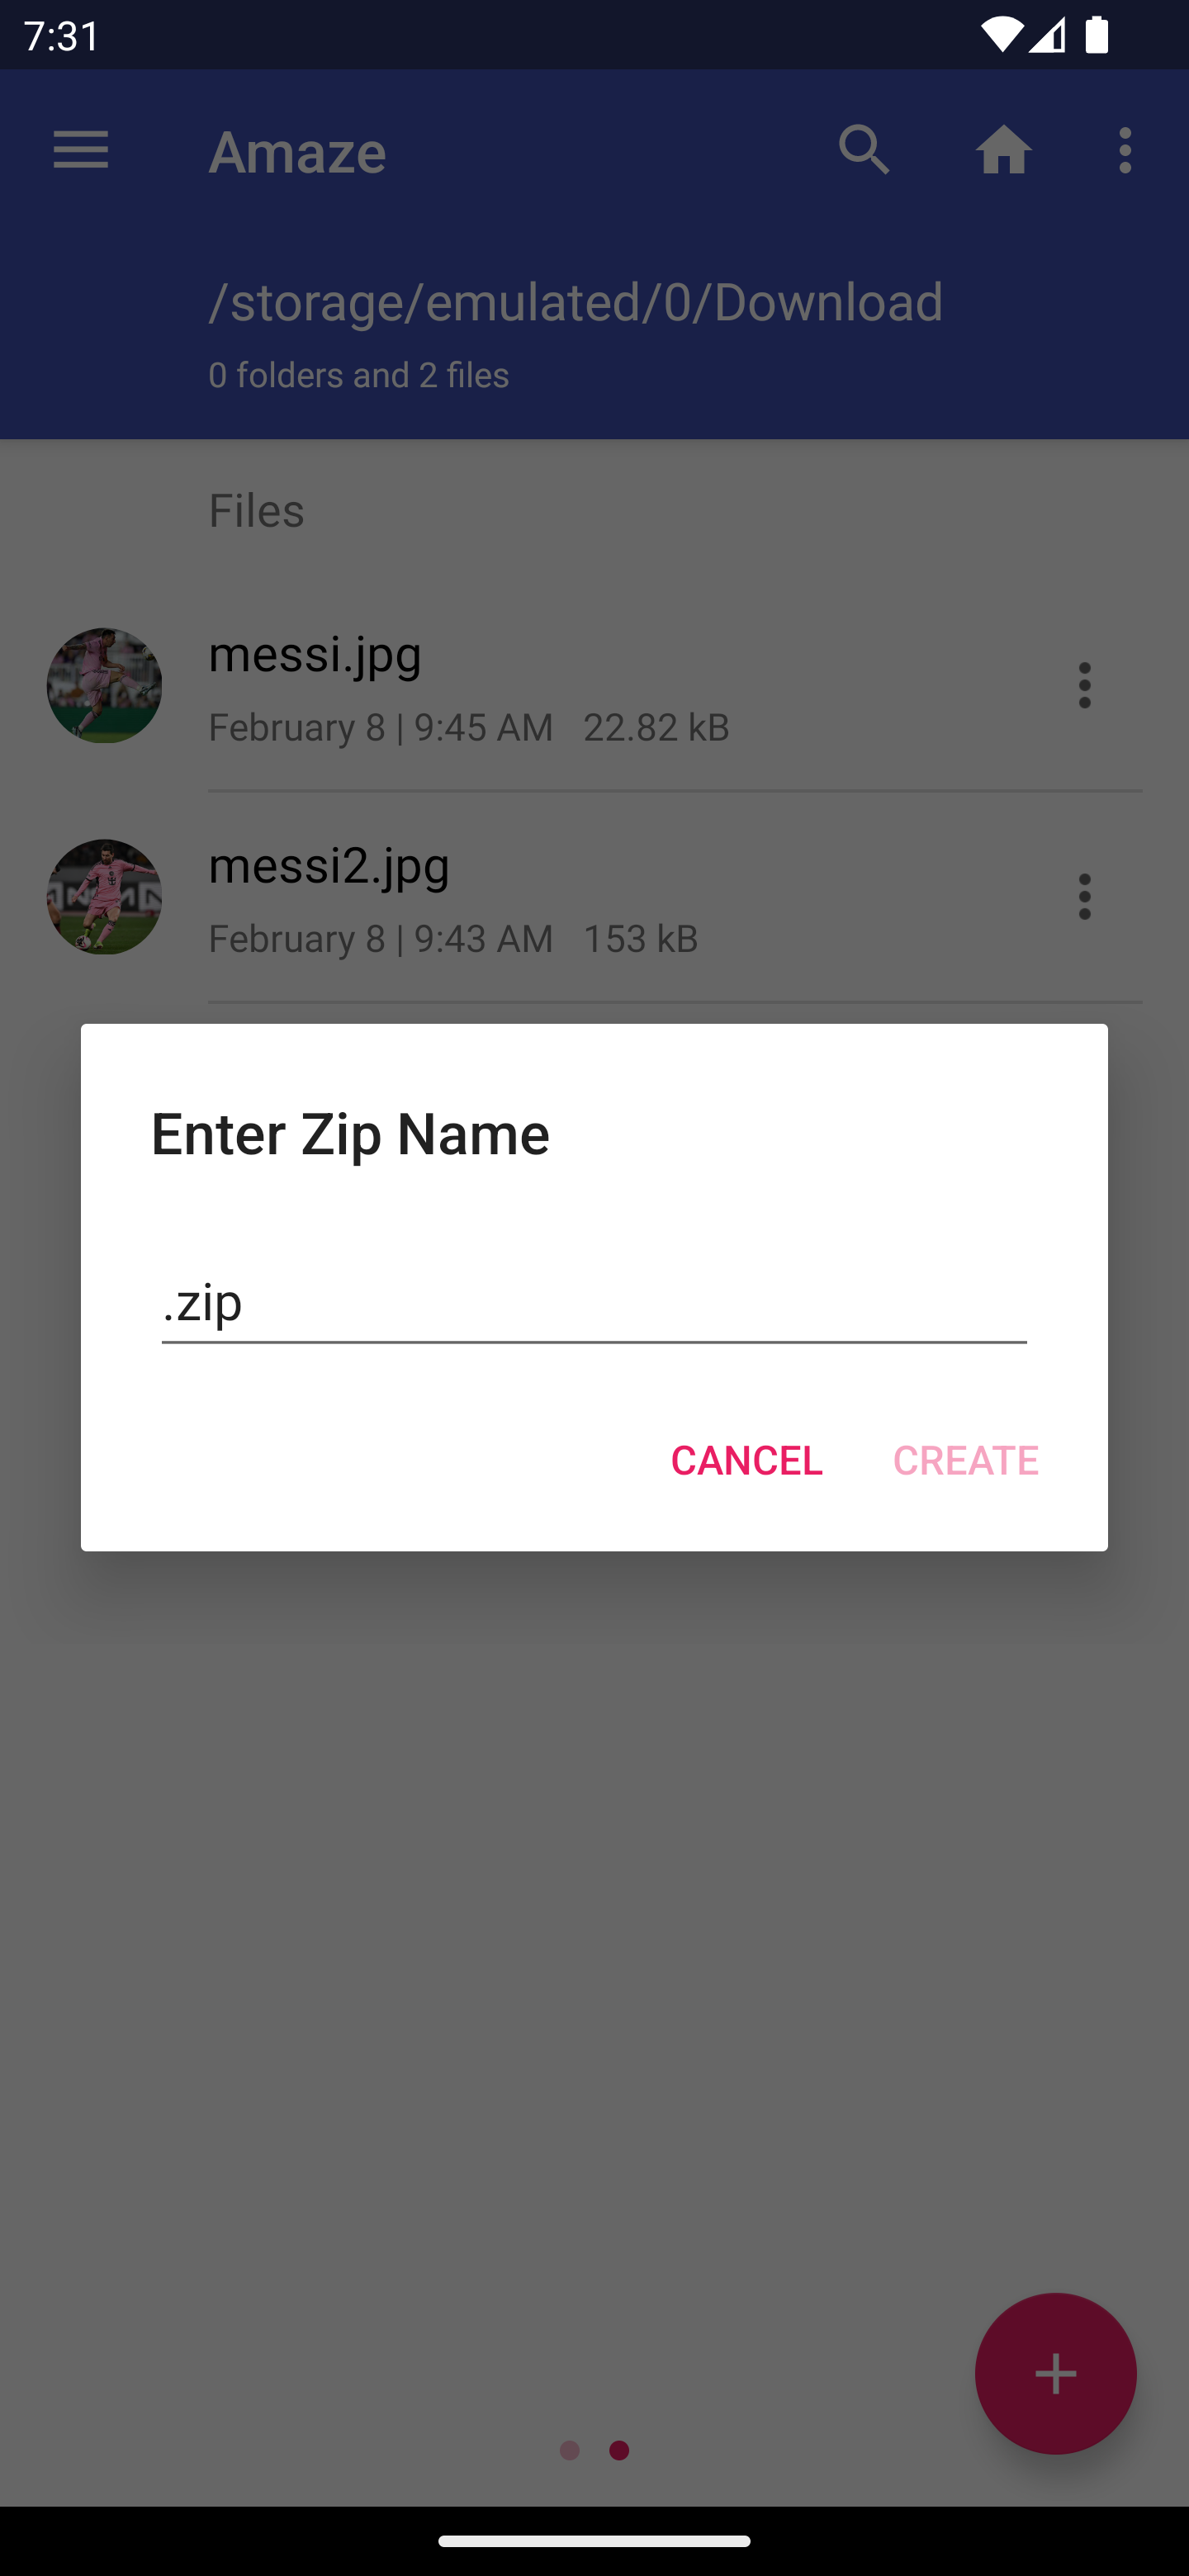 7:31
Amaze
/storage/emulated/0/Download
0 folders and 2 files
Files
messi.jpg
February 8 | 9:45 AM 22.82 kB
messi2.jpg
February 8 | 9:43 AM 153 kB
Enter Zip Name
.zip
CANCEL CREATE